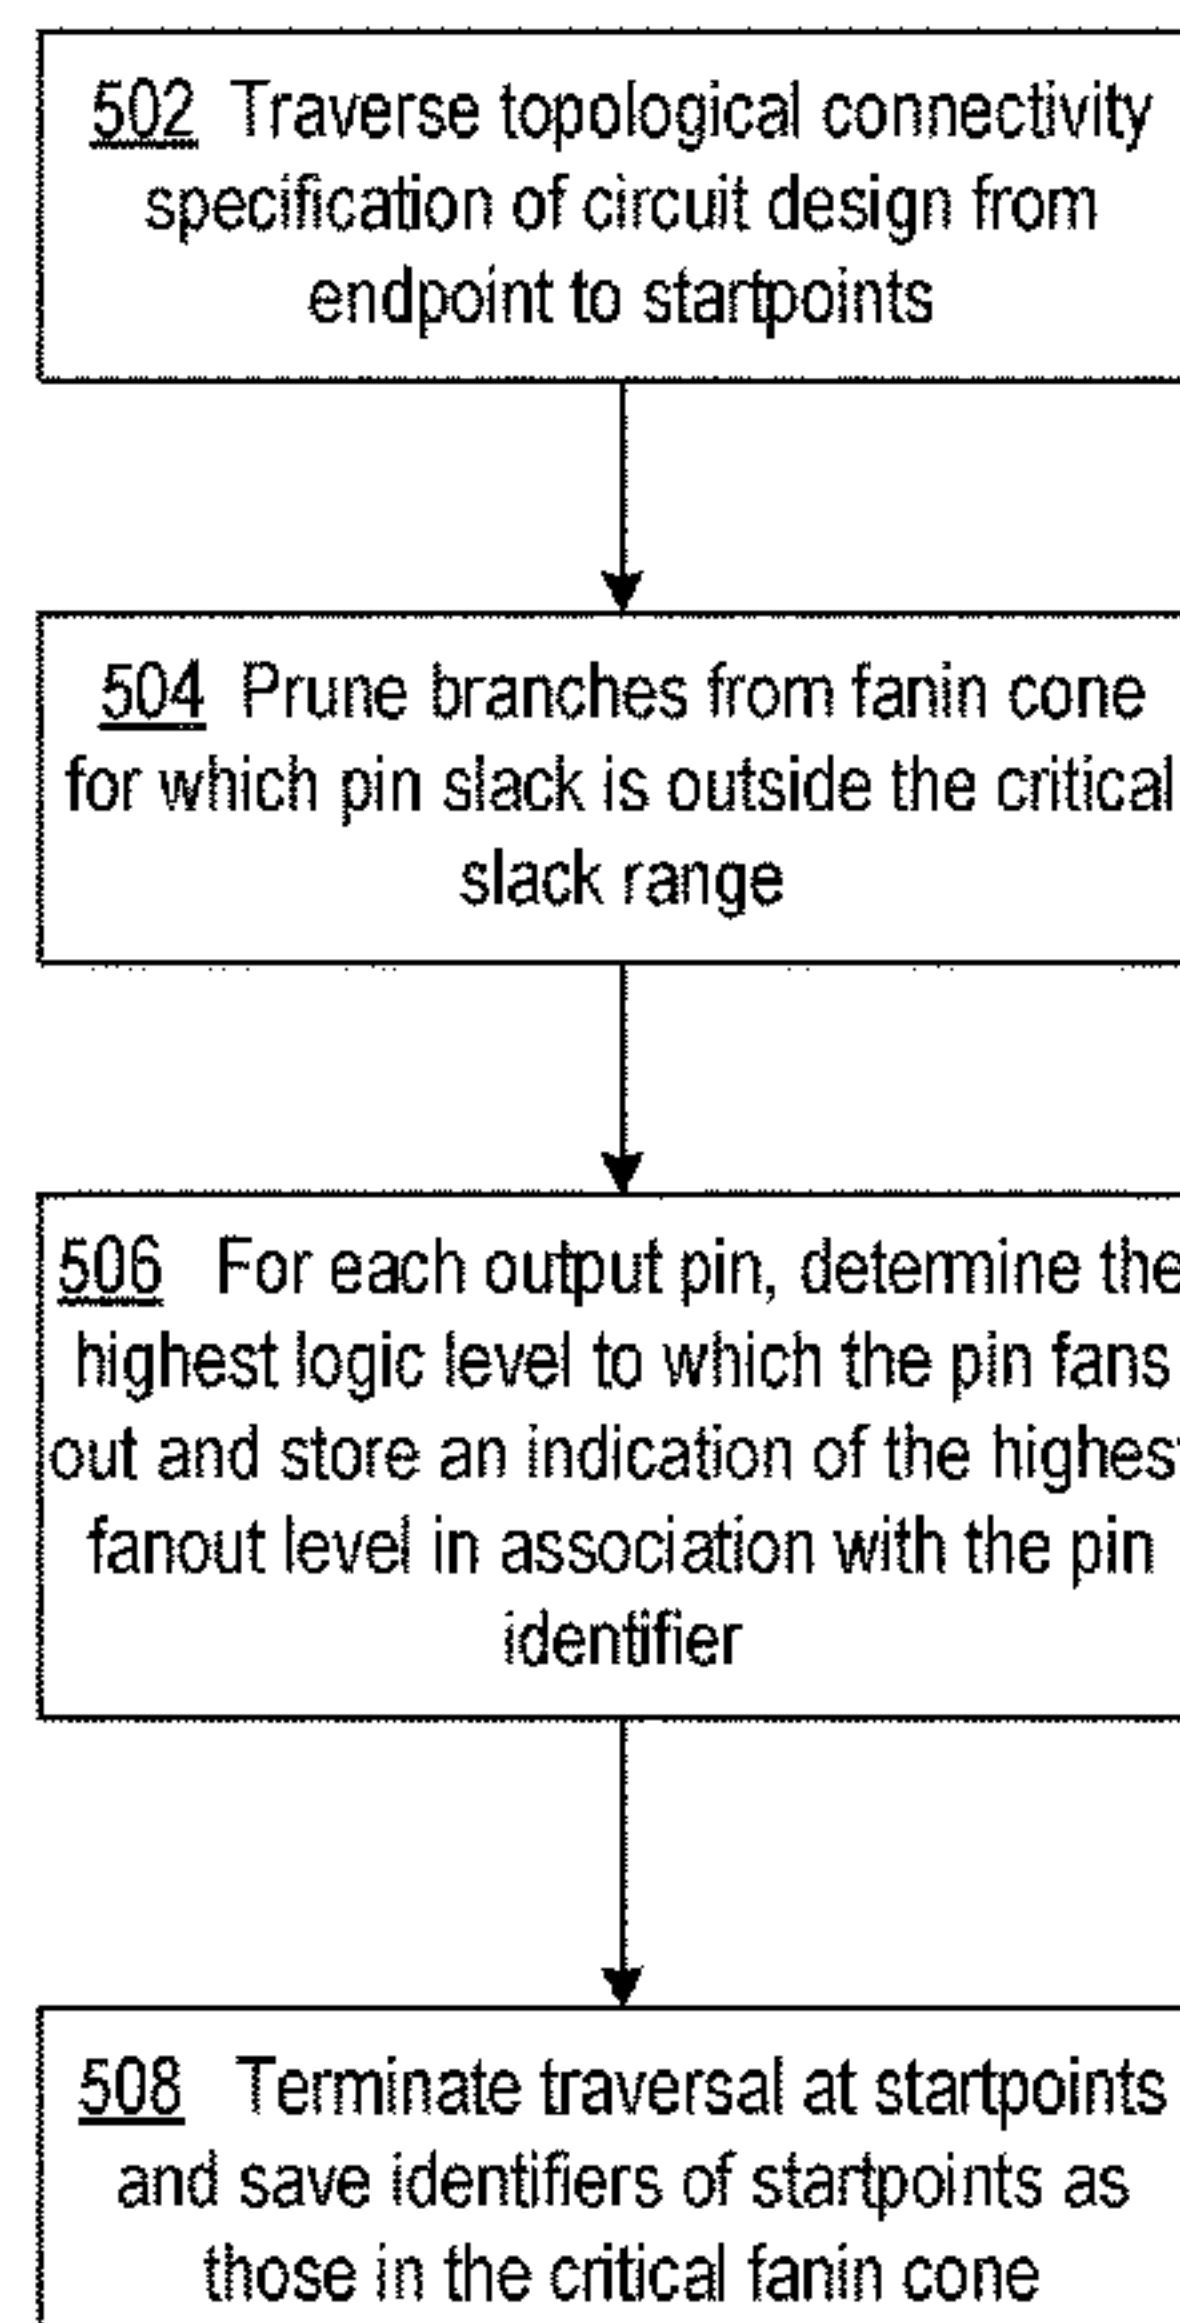 502 Traverse topological connectivity
specification of circuit design from
endpoint to startpoints
504 Prune branches from fanin cone
for which pin slack is outside the critical
slack range
506 For each output pin, determine the
highest logic level to which the pin fans
out and store an indication of the highest
fanout level in association with the pin
identifier
508 Terminate traversal at startpoints
and save identifiers of startpoints as
those in the critical fanin cone